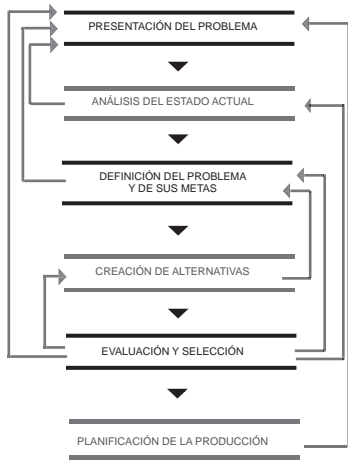 PRESENTACIÓN DEL PROBLEMA
ANÁLISIS DEL ESTADO ACTUAL
DEFINICIÓN DEL PROBLEMA
Y DE SUS METAS
CREACIÓN DE ALTERNATIVAS
EVALUACIÓN Y SELECCIÓN
PLANIFICACIÓN DE LA PRODUCCIÓN